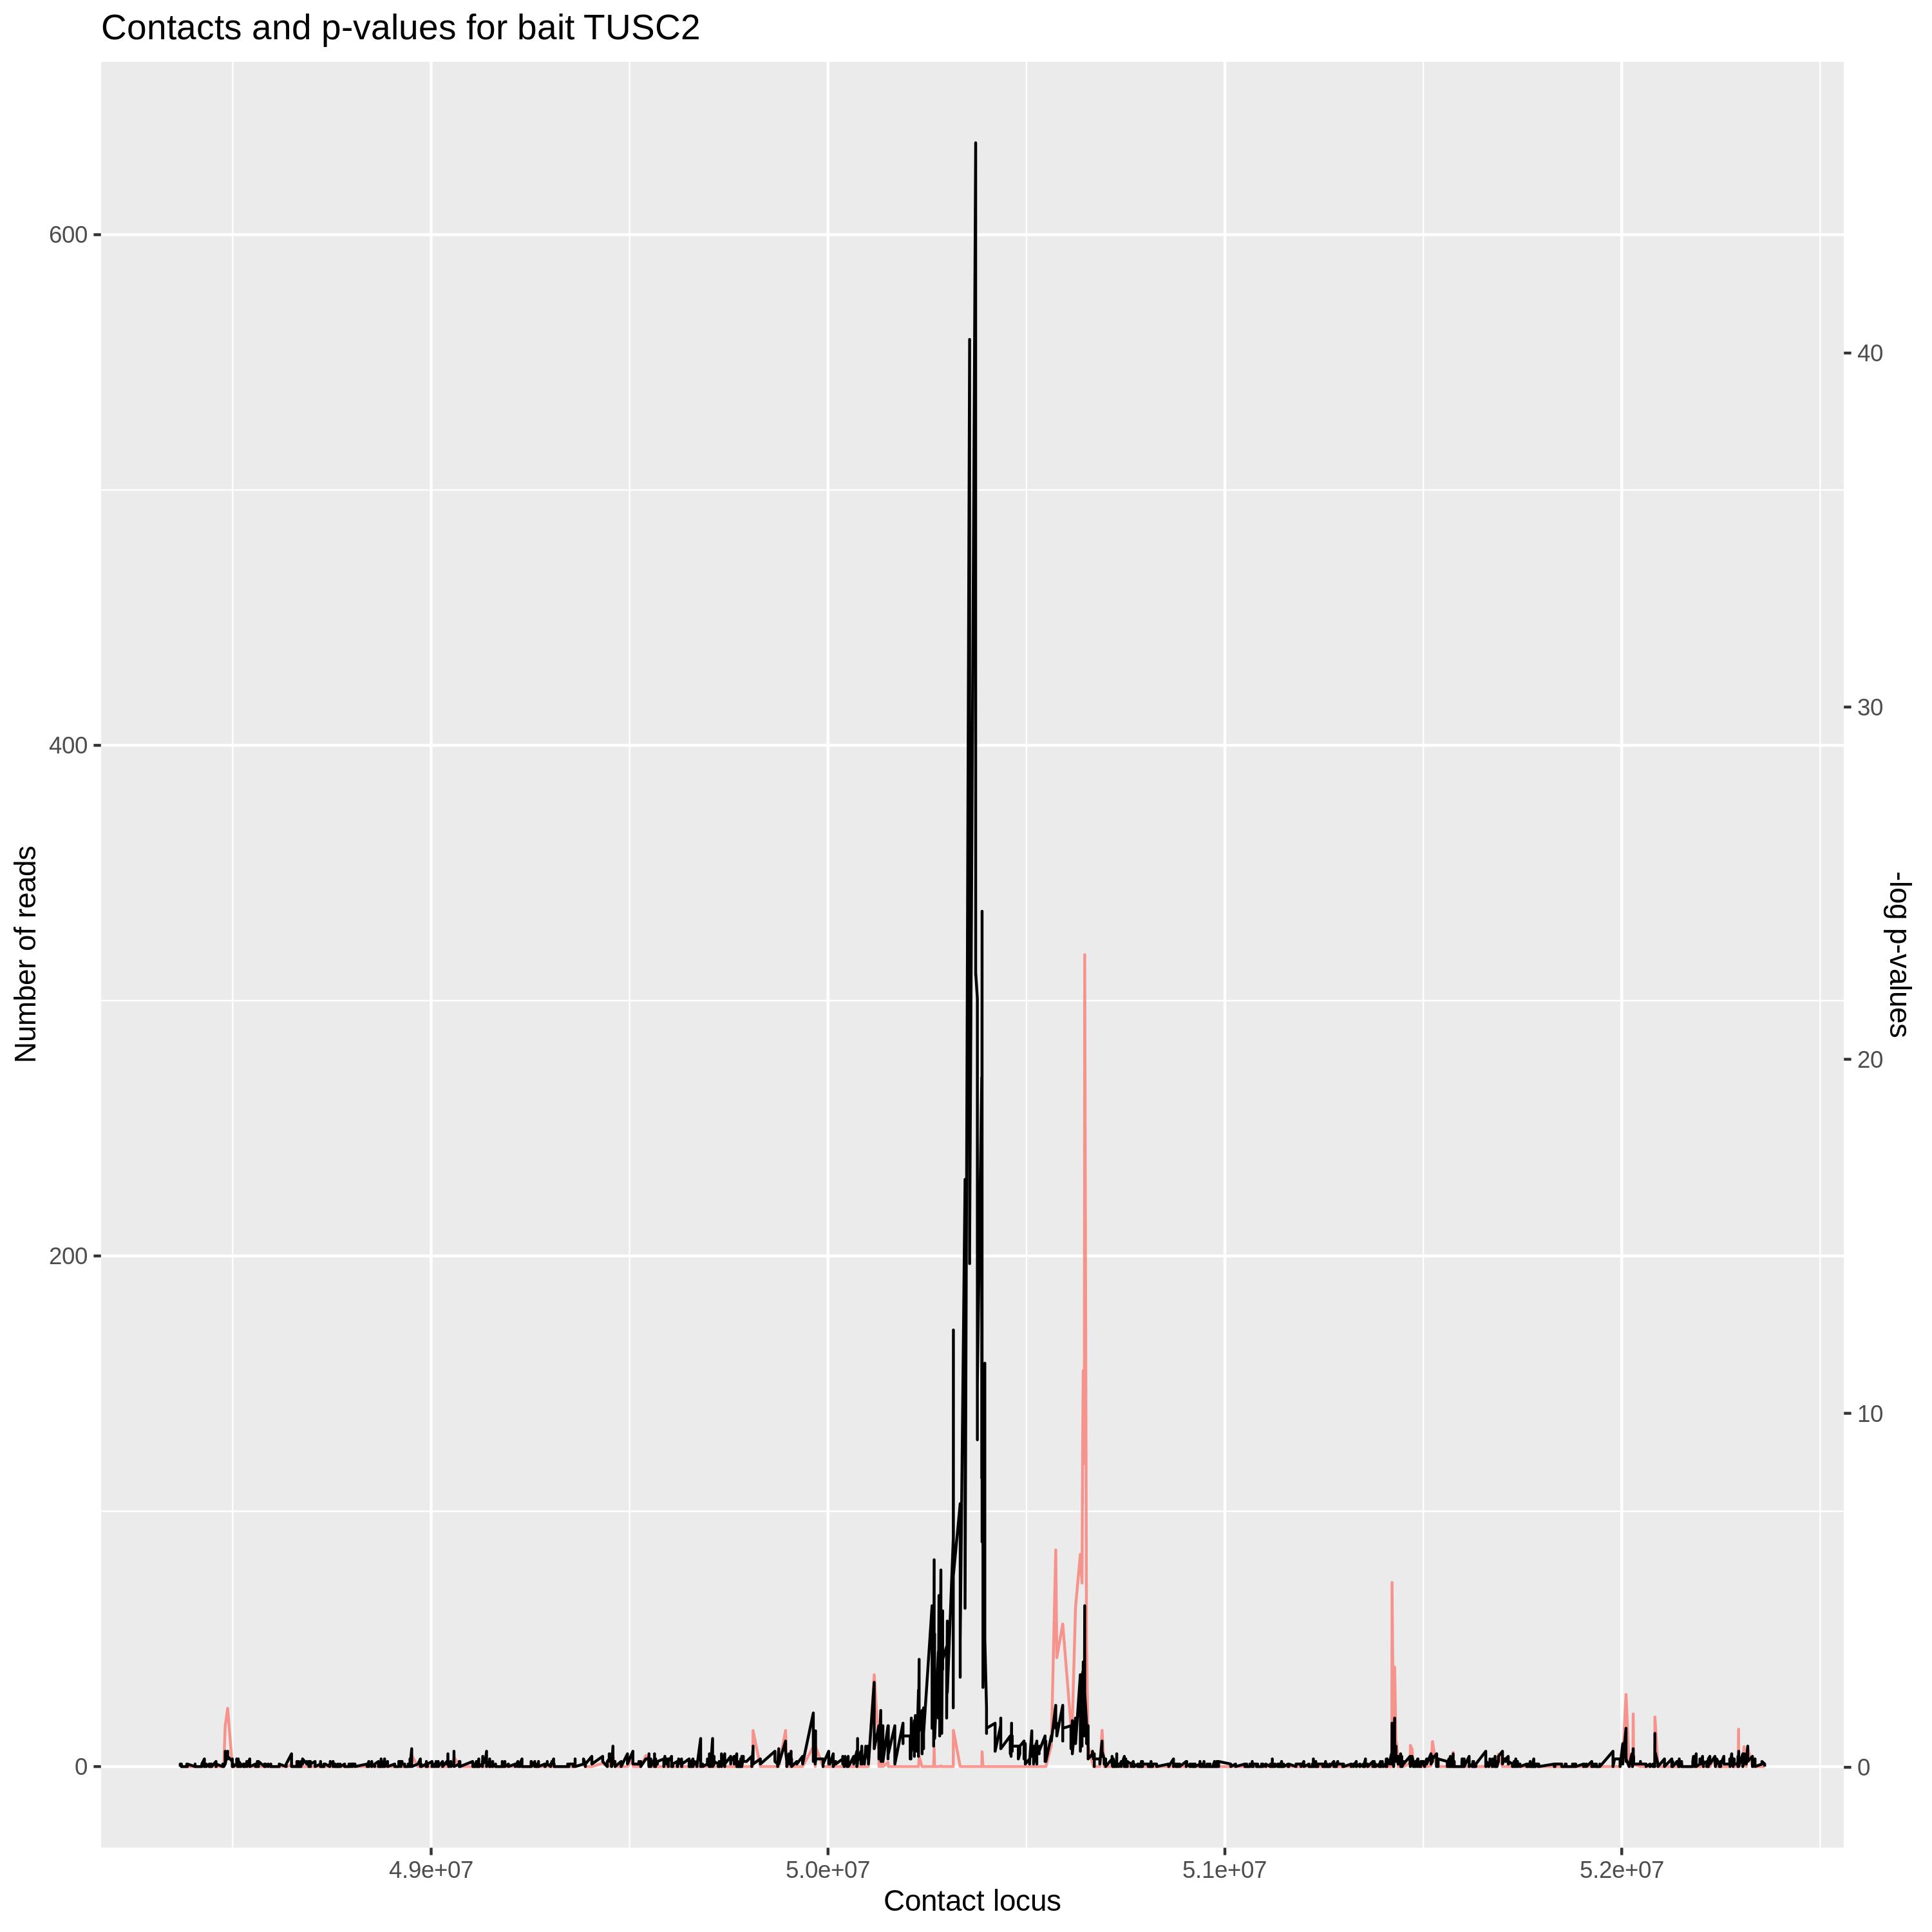 Contacts and p-values for bait TUSC2
600
400
200
0
Number of reads
40
30
20
10
0
-log p-values
4.9e+07
5.0e+07
5.1e+07
5.2e+07
Contact locus